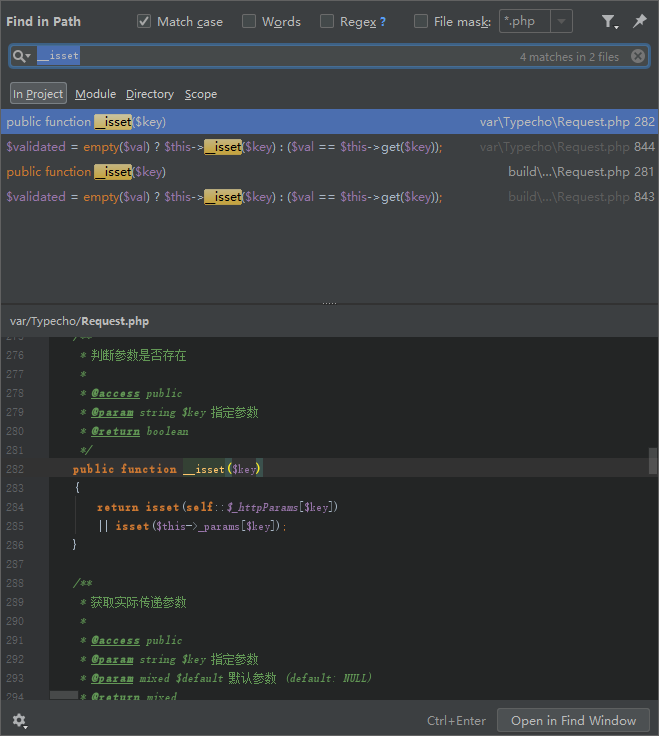 Find in Path
Match case
Words
Regex ?
File mask:
*.php
__isset
4 matches in 2 files
In Project Module Directory Scope
public function __isset($key) var\Typecho\Request.php 282
$validated = empty($val) ? $this->__isset($key) : ($val == $this->get($key)); var\Typecho\Request.php 844
public function __isset($key) build\...\Request.php 281
$validated = empty($val) ? $this->__isset($key) : ($val == $this->get($key)); build\...\Request.php 843
var/Typecho/Request.php
275 /**
276 * 判断参数是否存在
277 *
278 * @access public
279 * @param string $key 指定参数
280 * @return boolean
281 */
282 public function __isset($key)
283 {
284 return isset(self::$_httpParams[$key])
285 || isset($this->_params[$key]);
286 }
287
288 /**
289 * 获取实际传递参数
290 *
291 * @access public
292 * @param string $key 指定参数
293 * @param mixed $default 默认参数 (default: NULL)
294 * @return mixed
Ctrl+Enter
Open in Find Window